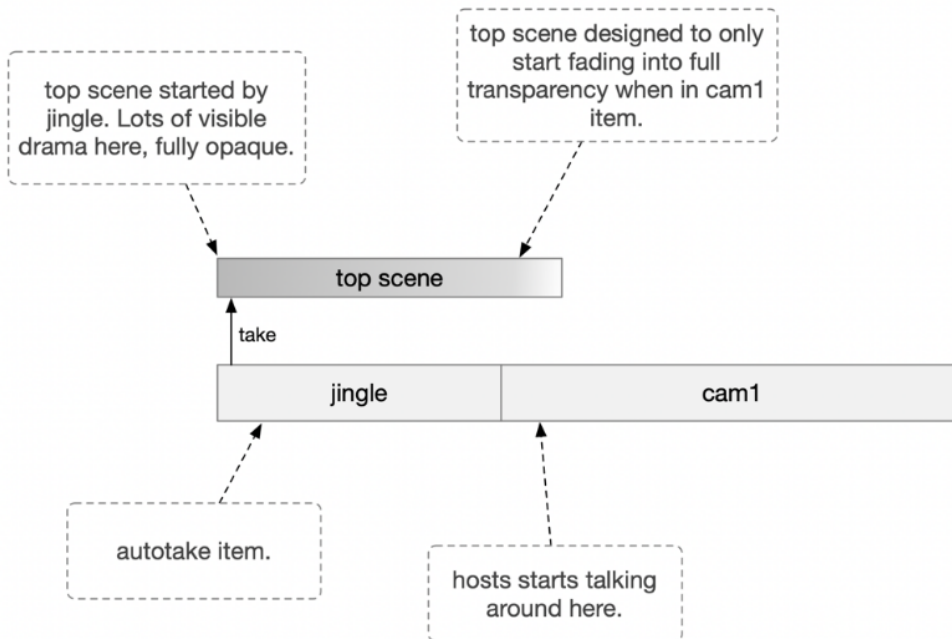 top scene started by
jingle. Lots of visible
drama here, fully opaque.
top scene designed to only
start fading into full
transparency when in cam1
item.
top scene
take
jingle
cam1
autotake item.
hosts starts talking
around here.